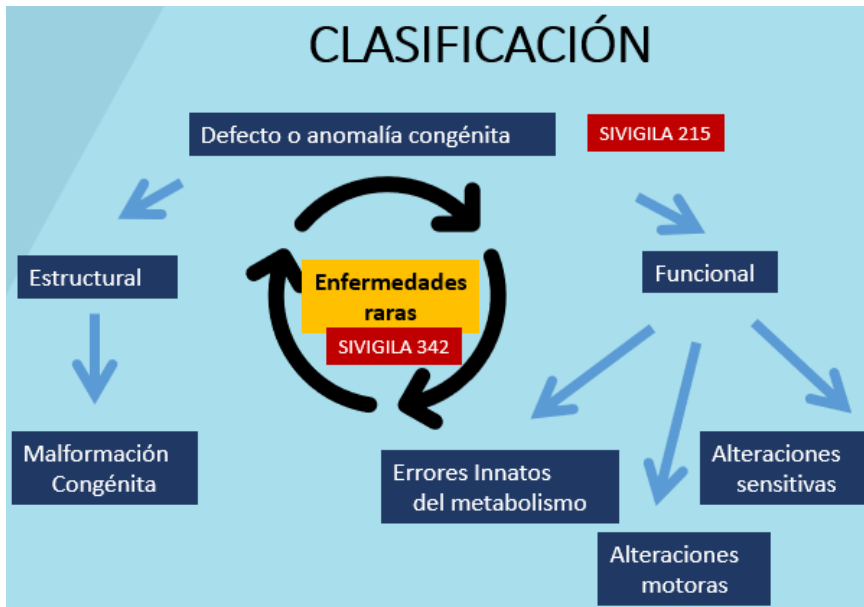 CLASIFICACIÓN
Defecto o anomalía congénita
SIVIGILA 215
Estructural
Enfermedades
raras
SIVIGILA 342
Funcional
Malformación
Congénita
Errores Innatos
del metabolismo
Alteraciones
sensitivas
Alteraciones
motoras